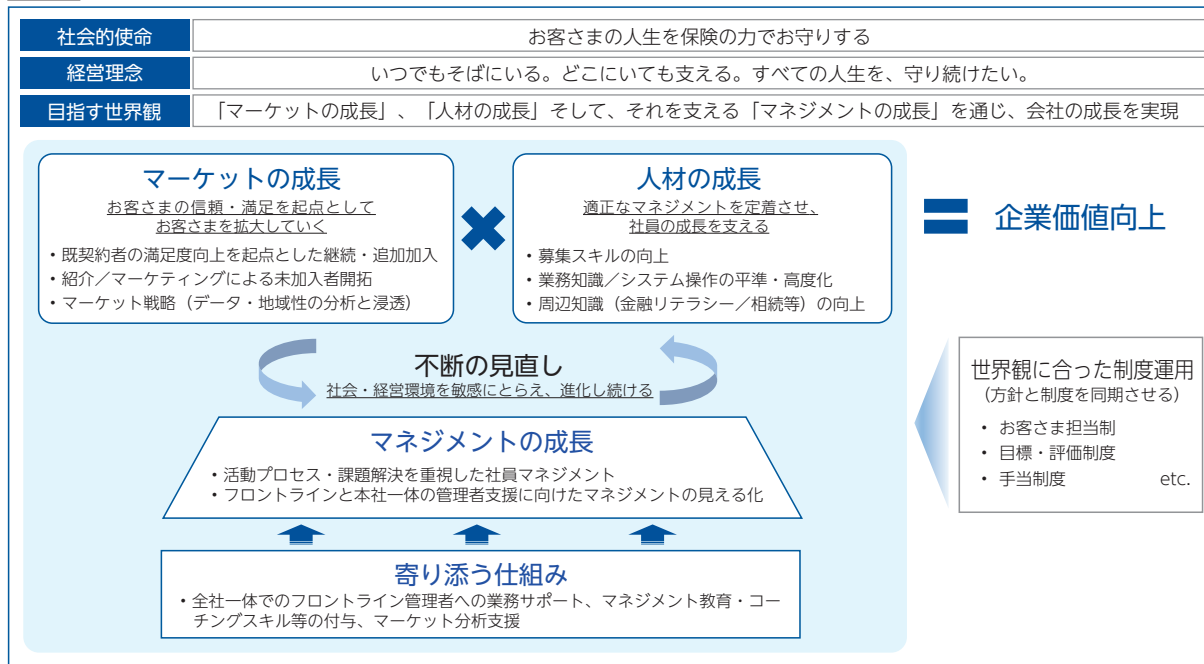 社会的使命
お客さまの人生を保険の力でお守りする
経営理念
いつでもそばにいる。どこにいても支える。すべての人生を、守り続けたい。
目指す世界観
「マーケットの成長」、「人材の成長」そして、それを支える「マネジメントの成長」を通じ、会社の成長を実現
マーケットの成長
お客さまの信頼・満足を起点として
お客さまを拡大していく
・既契約者の満足度向上を起点とした継続・追加加入
・紹介／マーケティングによる未加入者開拓
・マーケット戦略（データ・地域性の分析と浸透）
人材の成長
適正なマネジメントを定着させ、
社員の成長を支える
・募集スキルの向上
・業務知識／システム操作の平準・高度化
・周辺知識（金融リテラシー／相続等）の向上
企業価値向上
不断の見直し
社会・経営環境を敏感にとらえ、進化し続ける
マネジメントの成長
・活動プロセス・課題解決を重視した社員マネジメント
・フロントラインと本社一体の管理者支援に向けたマネジメントの見える化
寄り添う仕組み
・全社一体でのフロントライン管理者への業務サポート、マネジメント教育・コー
チングスキル等の付与、マーケット分析支援
世界観に合った制度運用
（方針と制度を同期させる）
・ お客さま担当制
・ 目標・評価制度
・ 手当制度 etc.